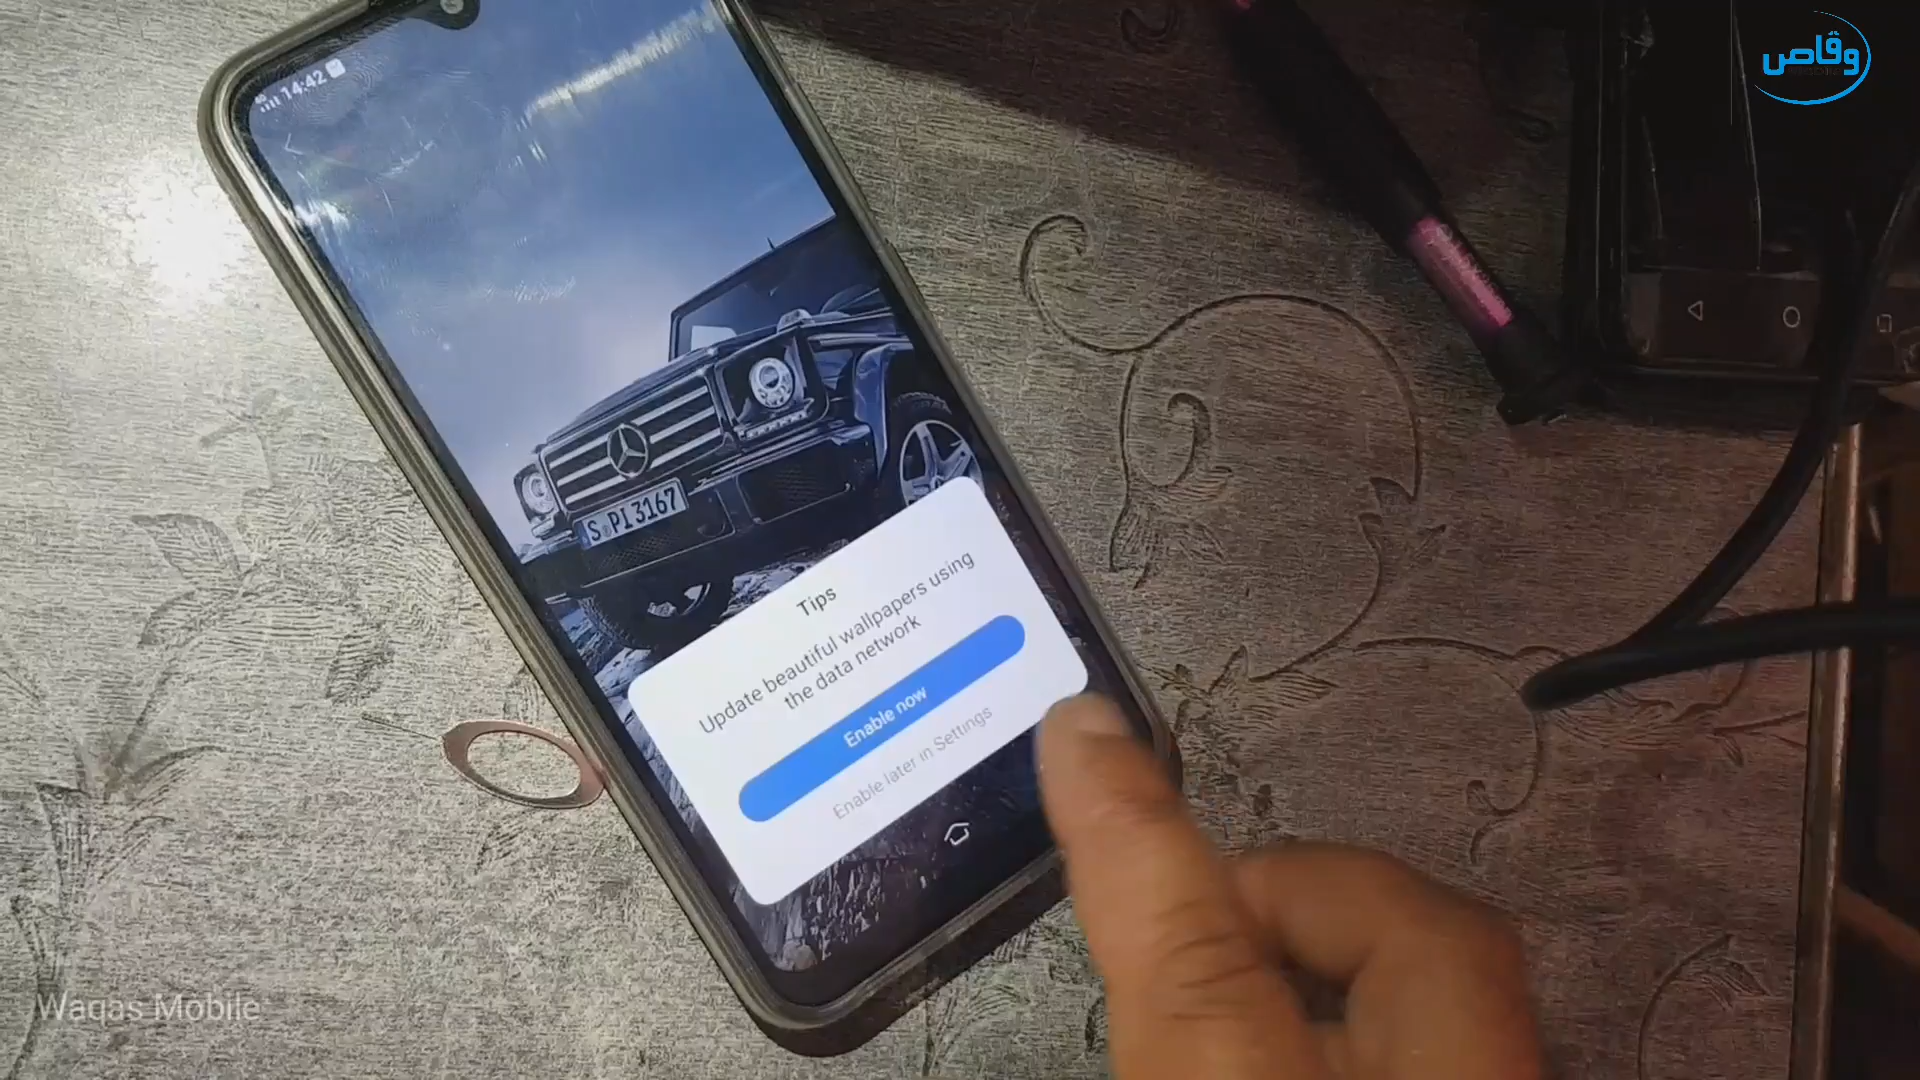 وقاص
14:42
S PI 3167
Tips
Update beautiful wallpapers using
the data network
Enable now
Enable later in Settings
Waqas Mobile